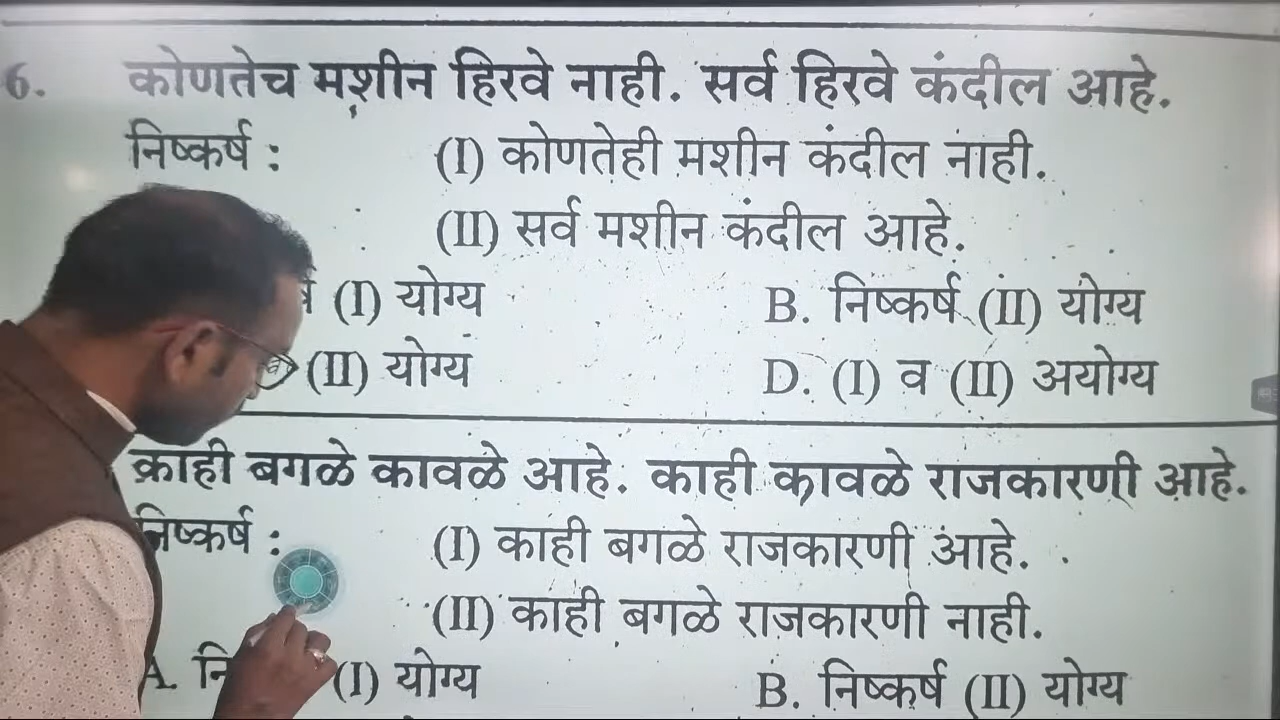 6. कोणतेच मशीन हिरवे नाही. सर्व हिरवे कंदील आहे.
निष्कर्ष : (I) कोणतेही मशीन कंदील नाही.
(II) सर्व मशीन कंदील आहे.
(I) योग्य B. निष्कर्ष (II) योग्य
(II) योग्य D. (I) व (II) अयोग्य
काही बगळे कावळे आहे. काही कावळे राजकारणी आहे.
निष्कर्ष : (I) काही बगळे राजकारणी आहे.
(II) काही बगळे राजकारणी नाही.
A. नि (I) योग्य B. निष्कर्ष (II) योग्य